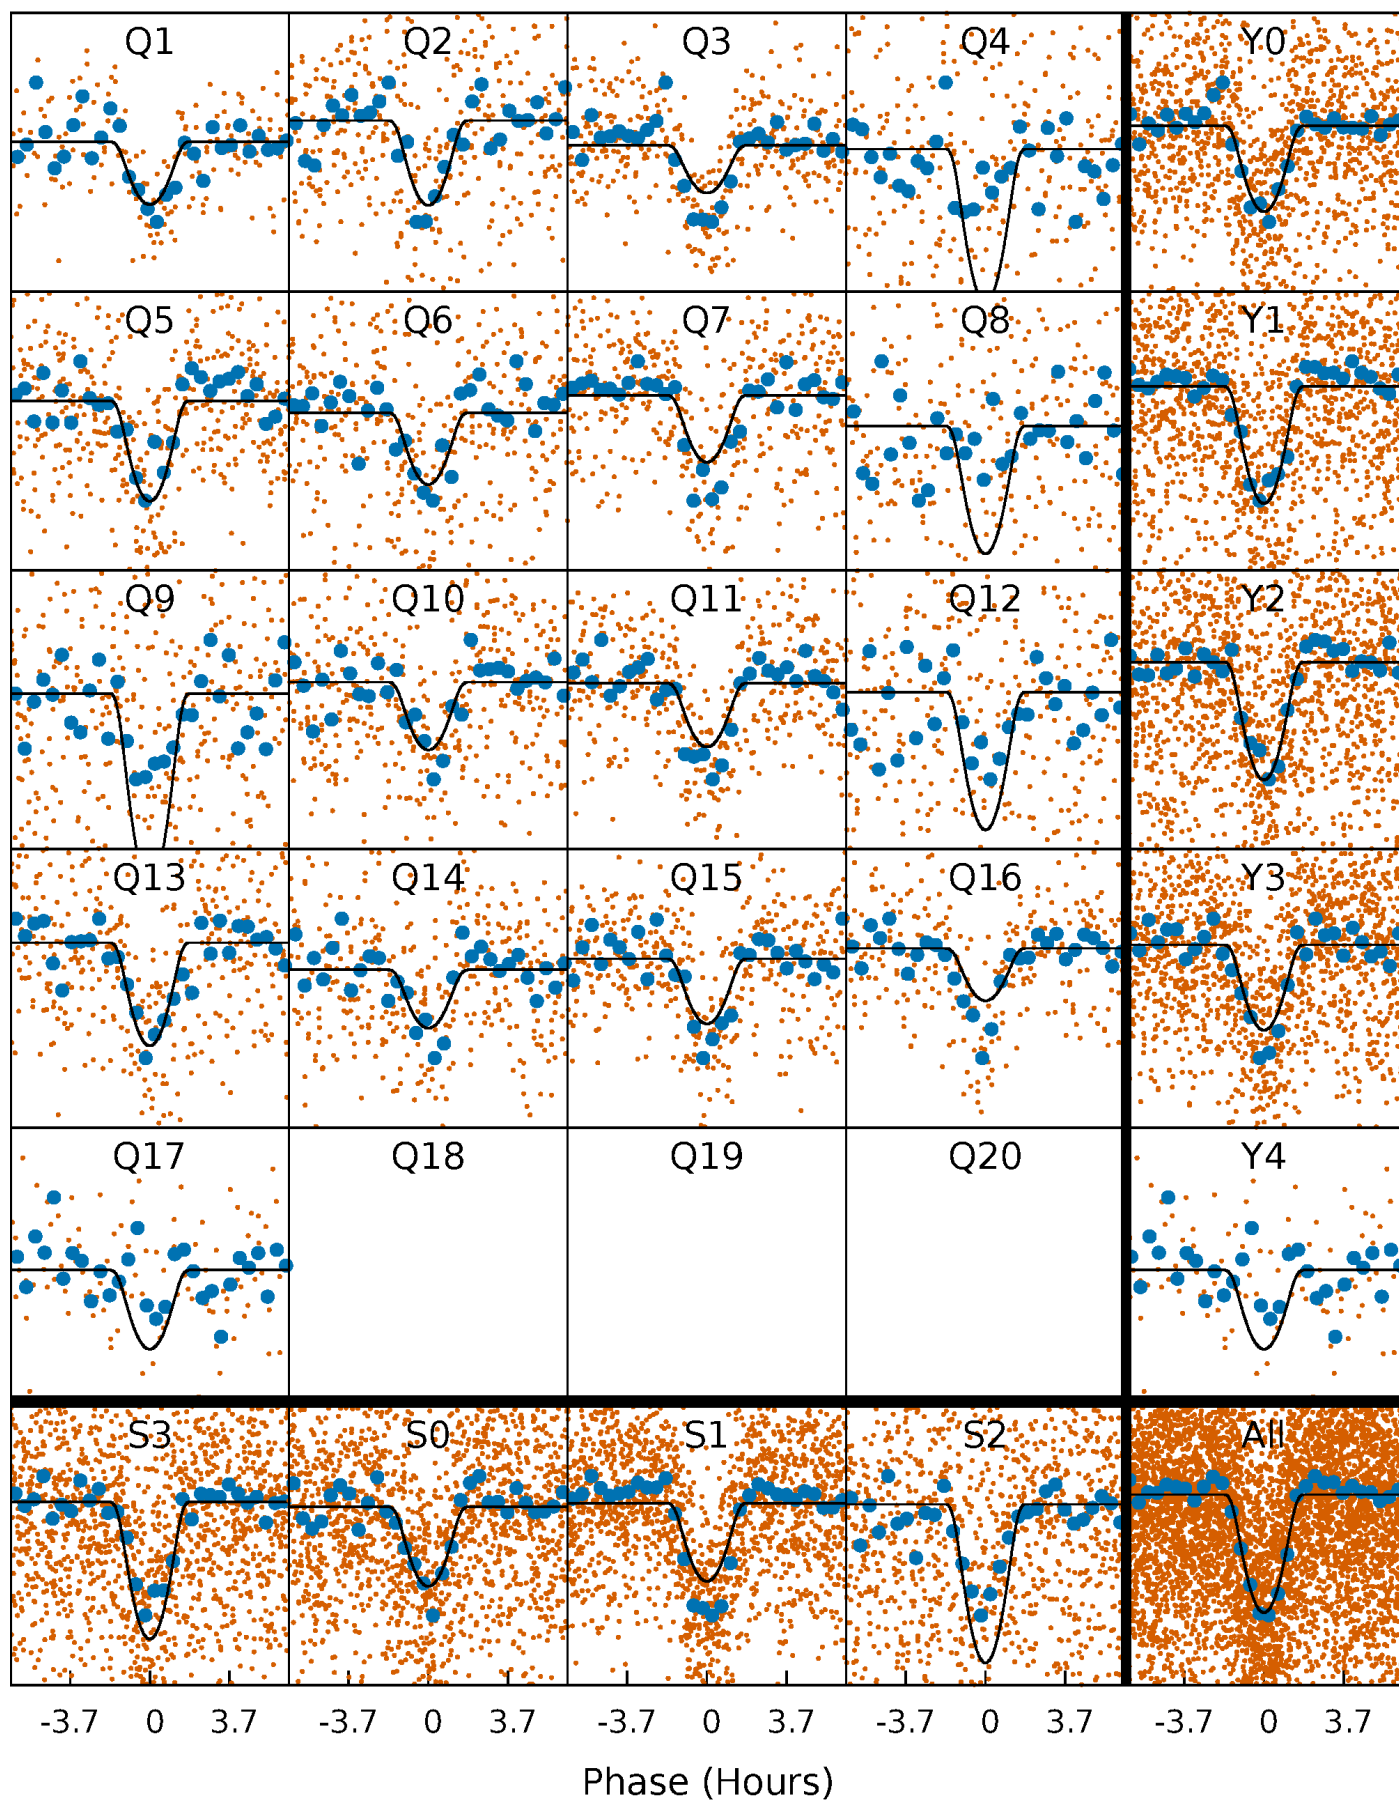 Q1 Q2 Q3 Q4 Y0
Q5 Q6 Q7 Q8 Y1
Q9 Q10 Q11 Q12 Y2
Q13 Q14 Q15 Q16 Y3
Q17 Q18 Q19 Q20 Y4
S3 S0 S1 S2 All
-3.7 0 3.7 -3.7 0 3.7 -3.7 0 3.7 -3.7 0 3.7 -3.7 0 3.7
Phase (Hours)